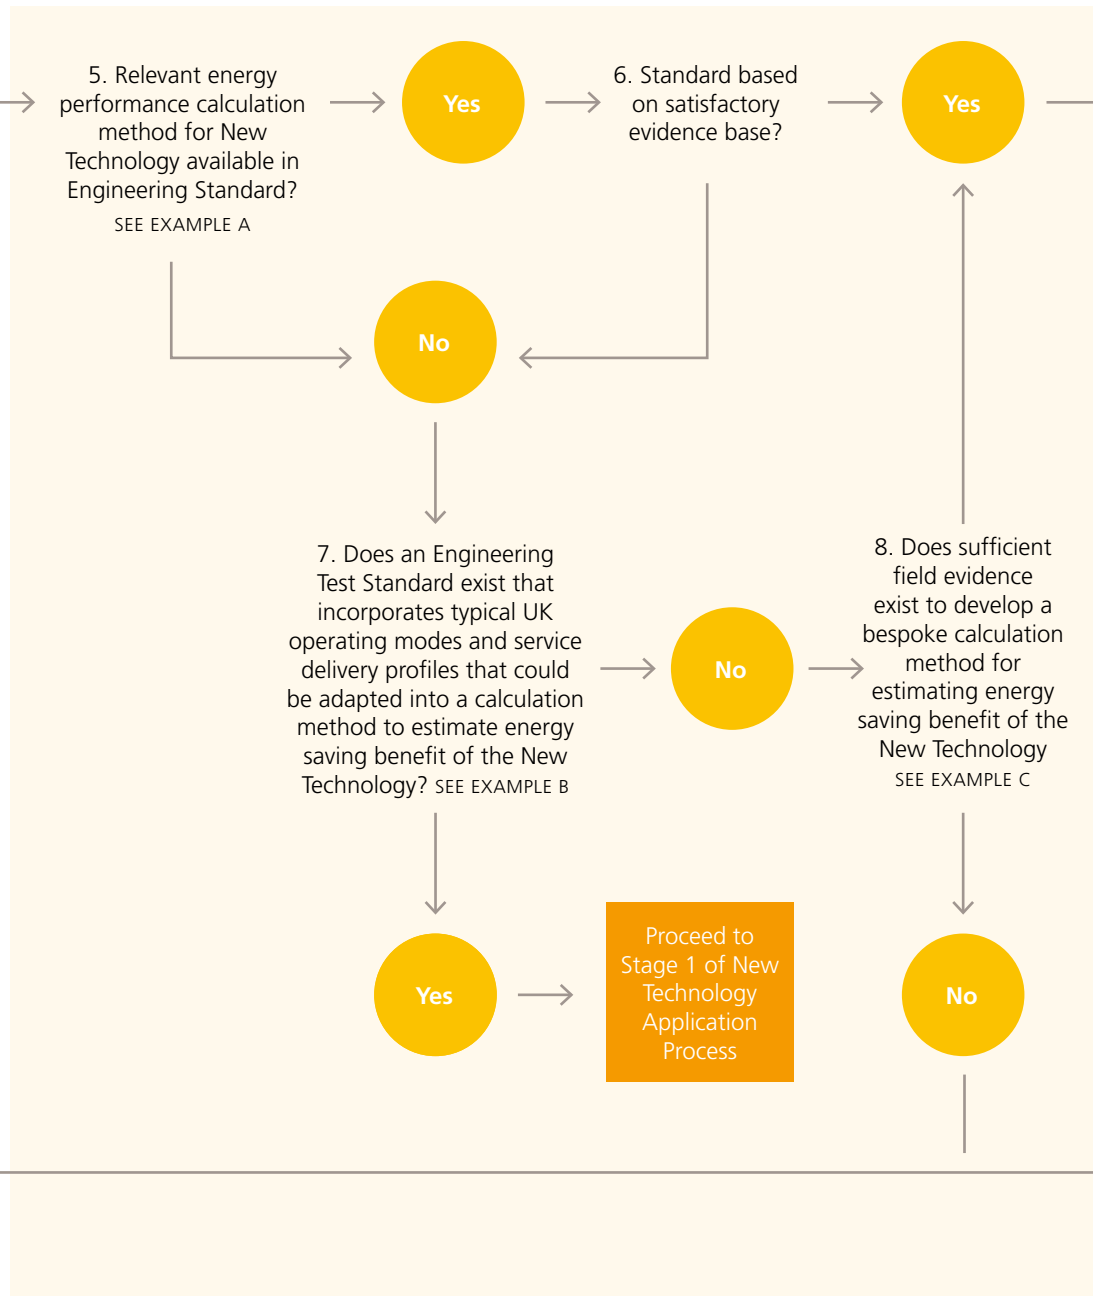 5. Relevant energy
performance calculation
method for New
Technology available in
Engineering Standard?
SEE EXAMPLE A
Yes
6. Standard based
on satisfactory
evidence base?
Yes
No
7. Does an Engineering
Test Standard exist that
incorporates typical UK
operating modes and service
delivery profiles that could
be adapted into a calculation
method to estimate energy
saving benefit of the New
Technology? SEE EXAMPLE B
No
8. Does sufficient
field evidence
exist to develop a
bespoke calculation
method for
estimating energy
saving benefit of the
New Technology
SEE EXAMPLE C
Yes
Proceed to
Stage 1 of New
Technology
Application
Process
No